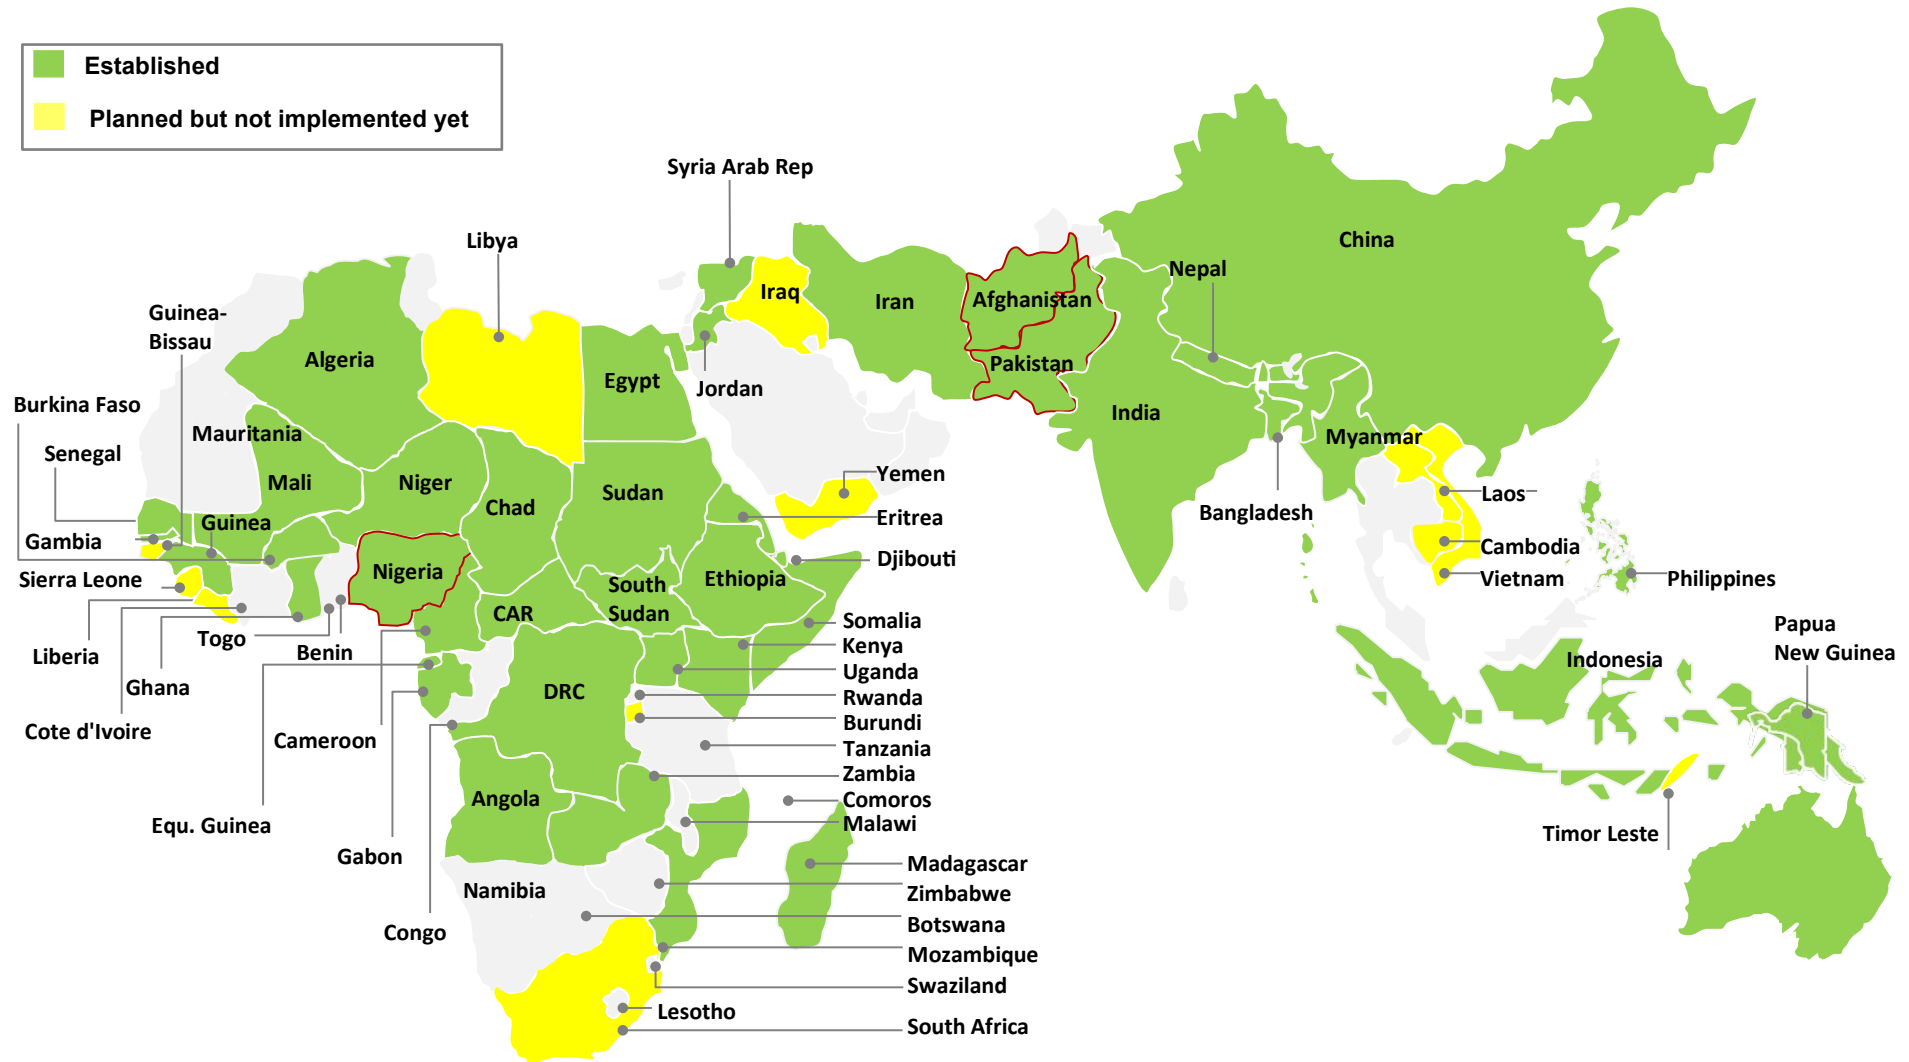 Established
Planned but not implemented yet
Syria Arab Rep
Libya
China
Nepal
Iraq
Iran
Afghanistan
Guinea-
Bissau
Algeria
Pakistan
Egypt
Jordan
Burkina Faso
India
Mauritania
Myanmar
Senegal
Mali
Niger
Sudan
Yemen
Laos
Chad
Bangladesh
Guinea
Eritrea
Gambia
Cambodia
Djibouti
Sierra Leone
Nigeria
South
Sudan
Ethiopia
Vietnam
Philippines
CAR
Somalia
Papua
New Guinea
Togo
Benin
Liberia
Kenya
Indonesia
Uganda
Ghana
DRC
Rwanda
Burundi
Cote d'Ivoire
Cameroon
Tanzania
Zambia
Angola
Comoros
Malawi
Equ. Guinea
Timor Leste
Gabon
Madagascar
Namibia
Zimbabwe
Botswana
Congo
Mozambique
Swaziland
Lesotho
South Africa